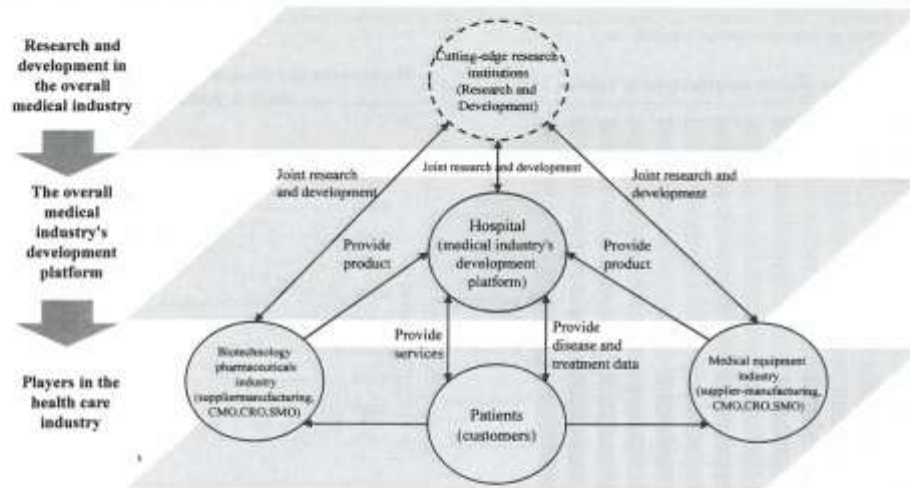 Research and
development in
the overall
medical industry
The overall
medical
industry's
development
platform
Players in the
health care
industry
Cutting-edge research
institutions
(Research and
Development)
Joint research
and development
Joint research and development
Joint research and
development
Hospital
(medical industry's
development
platform)
Provide
product
Provide
product
Provide
services
Provide
disease and
treatment data
Biotechnology
pharmaceuticals
industry
(suppliermanufacturing,
CMO,CRO,SMO)
Patients
(customers)
Medical equipment
industry
(supplier-manufacturing,
CMO,CRO,SMO)